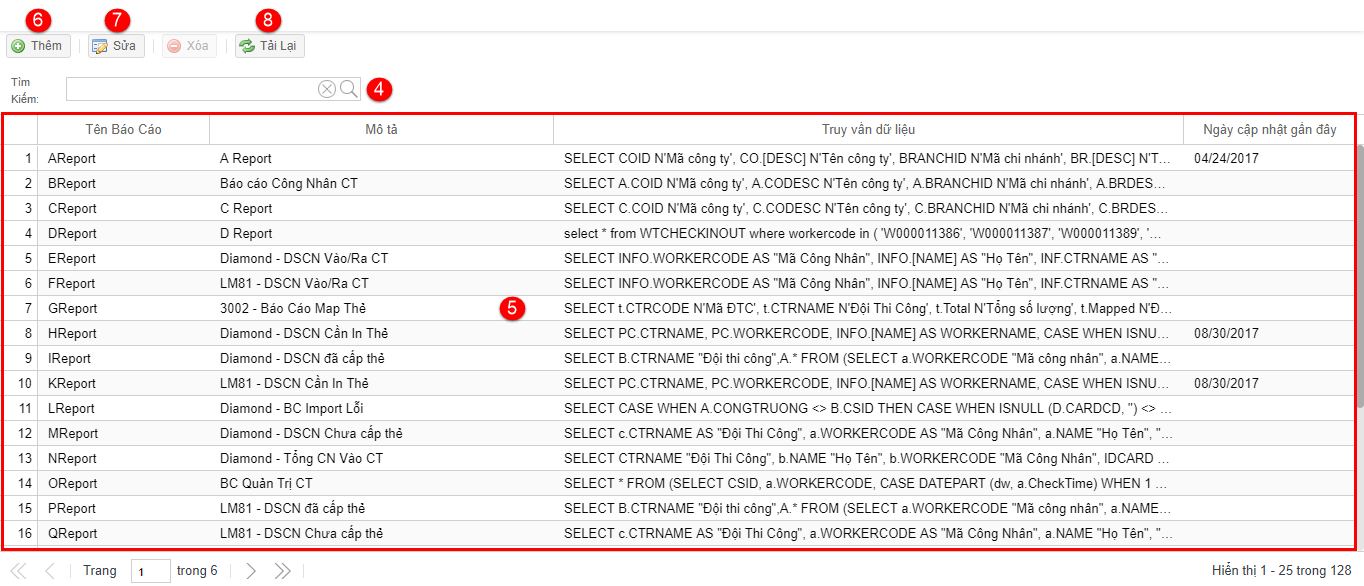 6 7 8
Thêm Sửa Xóa Tải Lại
Tìm
Kiếm: 4
Tên Báo Cáo Mô tả Truy vấn dữ liệu Ngày cập nhật gần đây
1 AReport A Report SELECT COID N'Mã công ty', CO.[DESC] N'Tên công ty', BRANCHID N'Mã chi nhánh', BR.[DESC] N'T... 04/24/2017
2 BReport Báo cáo Công Nhân CT SELECT A.COID N'Mã công ty', A.CODESC N'Tên công ty', A.BRANCHID N'Mã chi nhánh', A.BRDES...
3 CReport C Report SELECT C.COID N'Mã công ty', C.CODESC N'Tên công ty', C.BRANCHID N'Mã chi nhánh', C.BRDES...
4 DReport D Report select * from WTCHECKINOUT where workercode in ( 'W000011386', 'W000011387', 'W000011389', '...
5 EReport Diamond - DSCN Vào/Ra CT SELECT INFO.WORKERCODE AS "Mã Công Nhân", INFO.[NAME] AS "Họ Tên", INF.CTRNAME AS "...
6 FReport LM81 - DSCN Vào/Ra CT SELECT INFO.WORKERCODE AS "Mã Công Nhân", INFO.[NAME] AS "Họ Tên", INF.CTRNAME AS "...
7 GReport 3002 - Báo Cáo Map Thẻ 5 SELECT t.CTRCODE N'Mã ĐTC', t.CTRNAME N'Đội Thi Công', t.Total N'Tổng số lượng', t.Mapped N'Đ...
8 HReport Diamond - DSCN Cần In Thẻ SELECT PC.CTRNAME, PC.WORKERCODE, INFO.[NAME] AS WORKERNAME, CASE WHEN ISNU... 08/30/2017
9 IReport Diamond - DSCN đã cấp thẻ SELECT B.CTRNAME "Đội thi công",A.* FROM (SELECT a.WORKERCODE "Mã công nhân", a.NAME...
10 KReport LM81 - DSCN Cần In Thẻ SELECT PC.CTRNAME, PC.WORKERCODE, INFO.[NAME] AS WORKERNAME, CASE WHEN ISNU... 08/30/2017
11 LReport Diamond - BC Import Lỗi SELECT CASE WHEN A.CONGTRUONG <> B.CSID THEN CASE WHEN ISNULL (D.CARDCD, '') <> ...
12 MReport Diamond - DSCN Chưa cấp thẻ SELECT c.CTRNAME AS "Đội Thi Công", a.WORKERCODE AS "Mã Công Nhân", a.NAME "Họ Tên", "...
13 NReport Diamond - Tổng CN Vào CT SELECT CTRNAME "Đội Thi Công", b.NAME "Họ Tên", b.WORKERCODE "Mã Công Nhân", IDCARD ...
14 OReport BC Quản Trị CT SELECT * FROM (SELECT CSID, a.WORKERCODE, CASE DATEPART (dw, a.CheckTime) WHEN 1 ...
15 PReport LM81 - DSCN đã cấp thẻ SELECT B.CTRNAME "Đội thi công",A.* FROM (SELECT a.WORKERCODE "Mã công nhân", a.NAME...
16 QReport LM81 - DSCN Chưa cấp thẻ SELECT c.CTRNAME AS "Đội Thi Công", a.WORKERCODE AS "Mã Công Nhân", a.NAME "Họ Tên", "...
Trang 1 trong 6 Hiển thị 1 - 25 trong 128